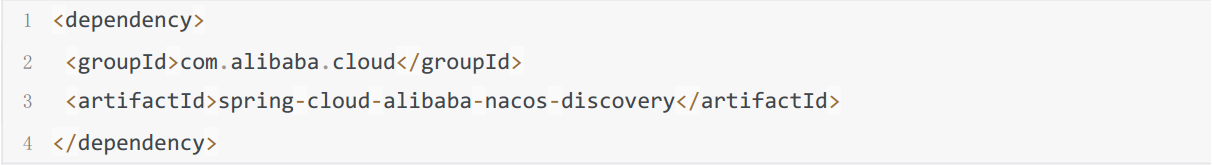 1 <dependency>
2 <groupId>com.alibaba.cloud</groupId>
3 <artifactId>spring-cloud-alibaba-nacos-discovery</artifactId>
4 </dependency>